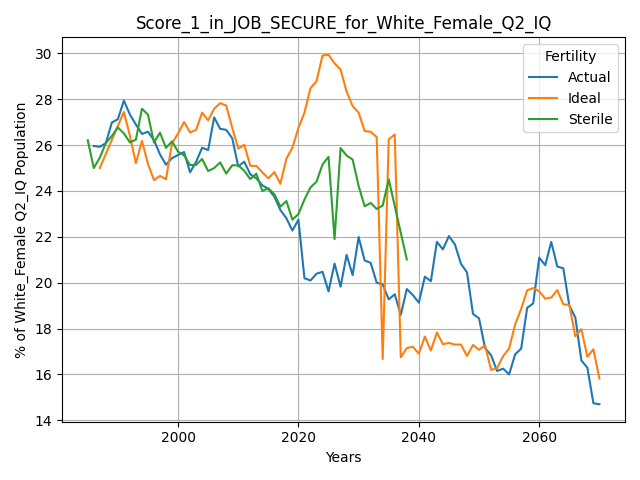 Score_1_in_JOB_SECURE_for_White_Female_Q2_IQ
% of White_Female Q2_IQ Population
30
28
26
24
22
20
18
16
14
Fertility
Actual
Ideal
Sterile
2000
2020
2040
2060
Years